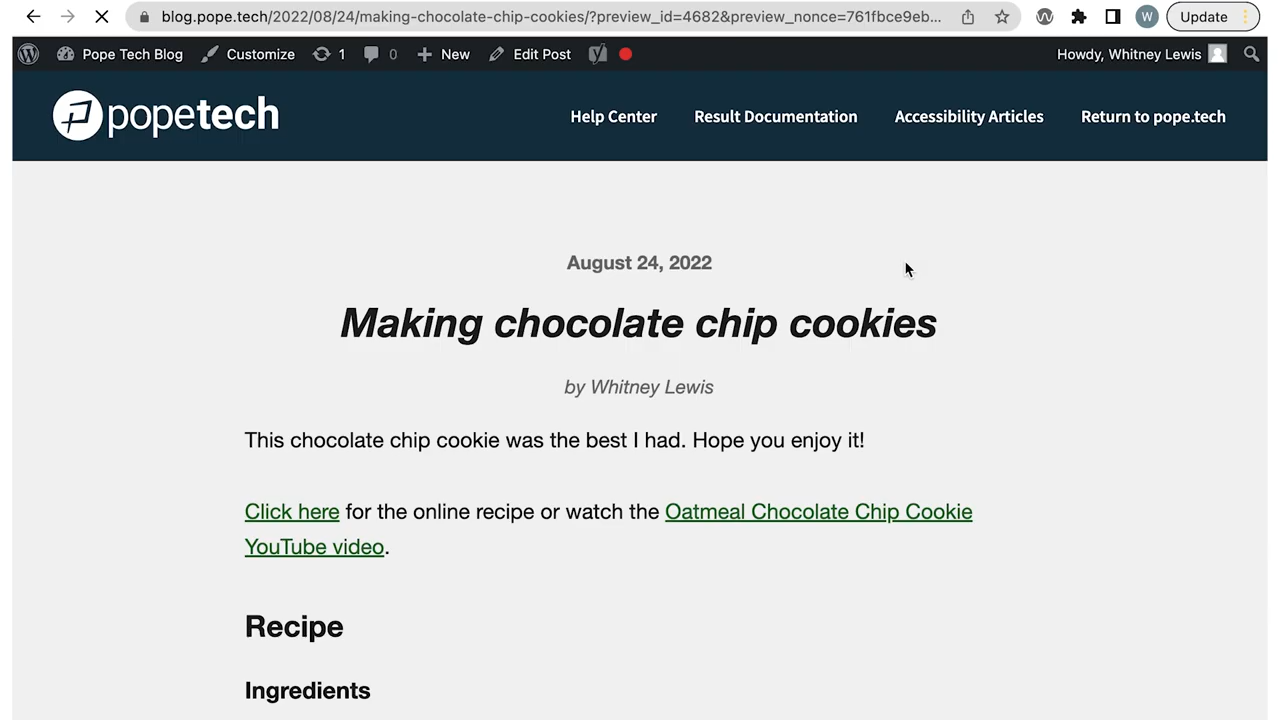 blog.pope.tech/2022/08/24/making-chocolate-chip-cookies/?preview_id=4682&preview_nonce=761fbce9eb... W Update
Pope Tech Blog Customize 1 0 New Edit Post Howdy, Whitney Lewis
popetech Help Center Result Documentation Accessibility Articles Return to pope.tech
August 24, 2022
Making chocolate chip cookies
by Whitney Lewis
This chocolate chip cookie was the best I had. Hope you enjoy it!
Click here for the online recipe or watch the Oatmeal Chocolate Chip Cookie
YouTube video.
Recipe
Ingredients